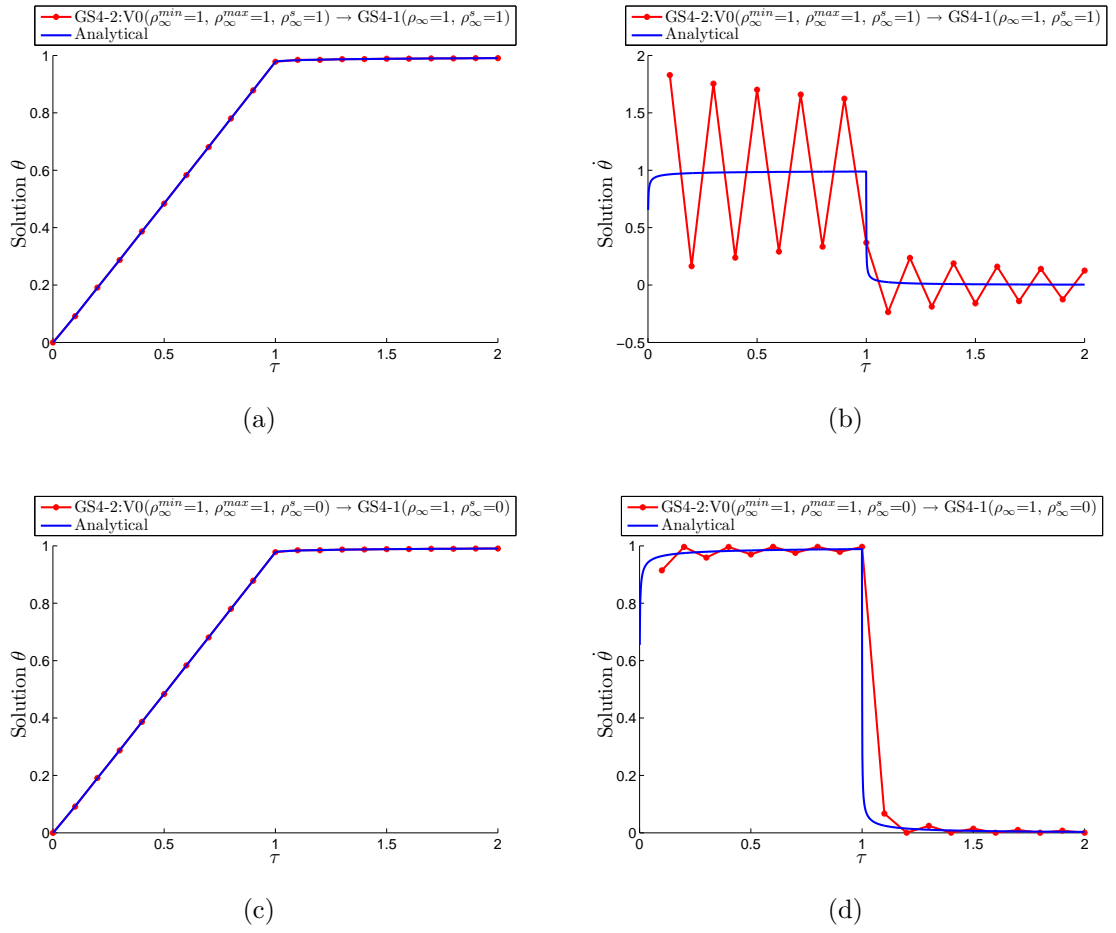 GS4-2:V0(ρ∞^min=1, ρ∞^max=1, ρ∞^s=1) → GS4-1(ρ∞=1, ρ∞^s=1)
Analytical
1
0.8
0.6
0.4
0.2
0
Solution θ
0 0.5 1 1.5 2
τ
(a)
GS4-2:V0(ρ∞^min=1, ρ∞^max=1, ρ∞^s=1) → GS4-1(ρ∞=1, ρ∞^s=1)
Analytical
2
1.5
1
0.5
0
−0.5
Solution θ̇
0 0.5 1 1.5 2
τ
(b)
GS4-2:V0(ρ∞^min=1, ρ∞^max=1, ρ∞^s=0) → GS4-1(ρ∞=1, ρ∞^s=0)
Analytical
1
0.8
0.6
0.4
0.2
0
Solution θ
0 0.5 1 1.5 2
τ
(c)
GS4-2:V0(ρ∞^min=1, ρ∞^max=1, ρ∞^s=0) → GS4-1(ρ∞=1, ρ∞^s=0)
Analytical
1
0.8
0.6
0.4
0.2
0
Solution θ̇
0 0.5 1 1.5 2
τ
(d)